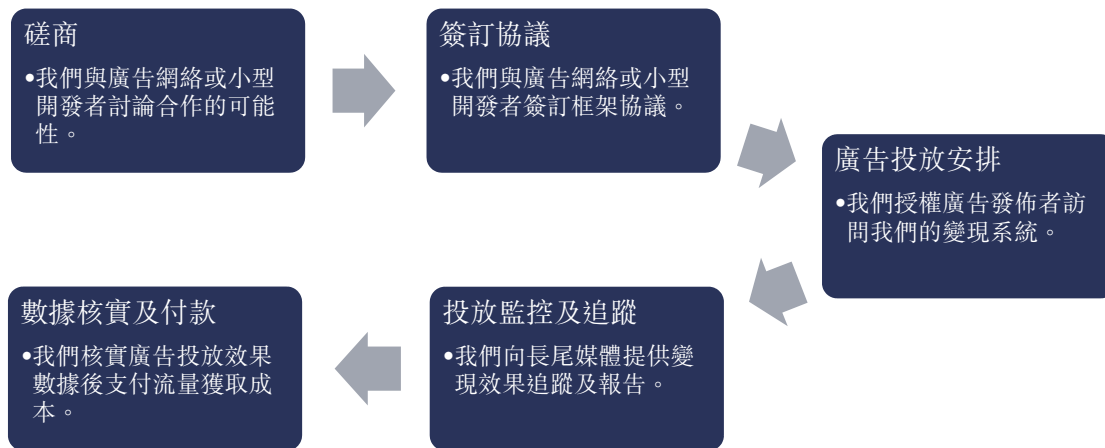 磋商
•我們與廣告網絡或小型
開發者討論合作的可能
性。
簽訂協議
•我們與廣告網絡或小型
開發者簽訂框架協議。
廣告投放安排
•我們授權廣告發佈者訪
問我們的變現系統。
投放監控及追蹤
•我們向長尾媒體提供變
現效果追蹤及報告。
數據核實及付款
•我們核實廣告投放效果
數據後支付流量獲取成
本。